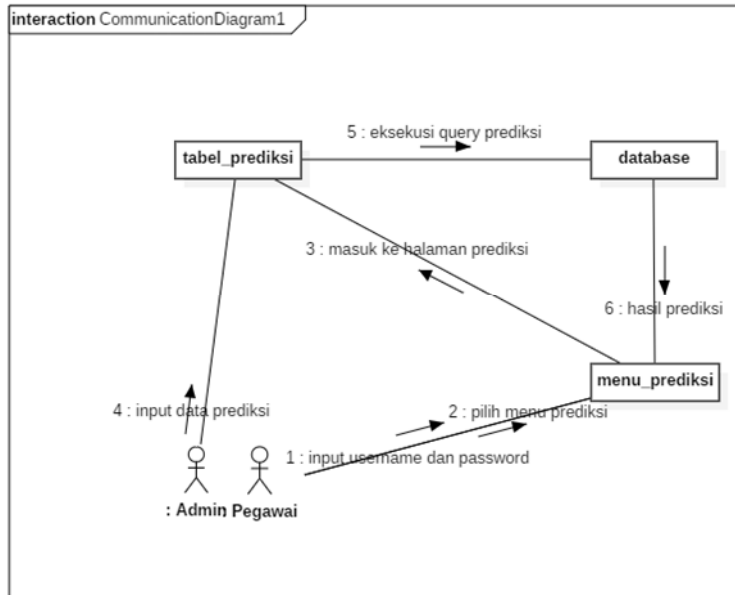 interaction CommunicationDiagram1
5 : eksekusi query prediksi
tabel_prediksi
database
3 : masuk ke halaman prediksi
6 : hasil prediksi
menu_prediksi
4 : input data prediksi
2 : pilih menu prediksi
1 : input username dan password
: Admin
: Pegawai